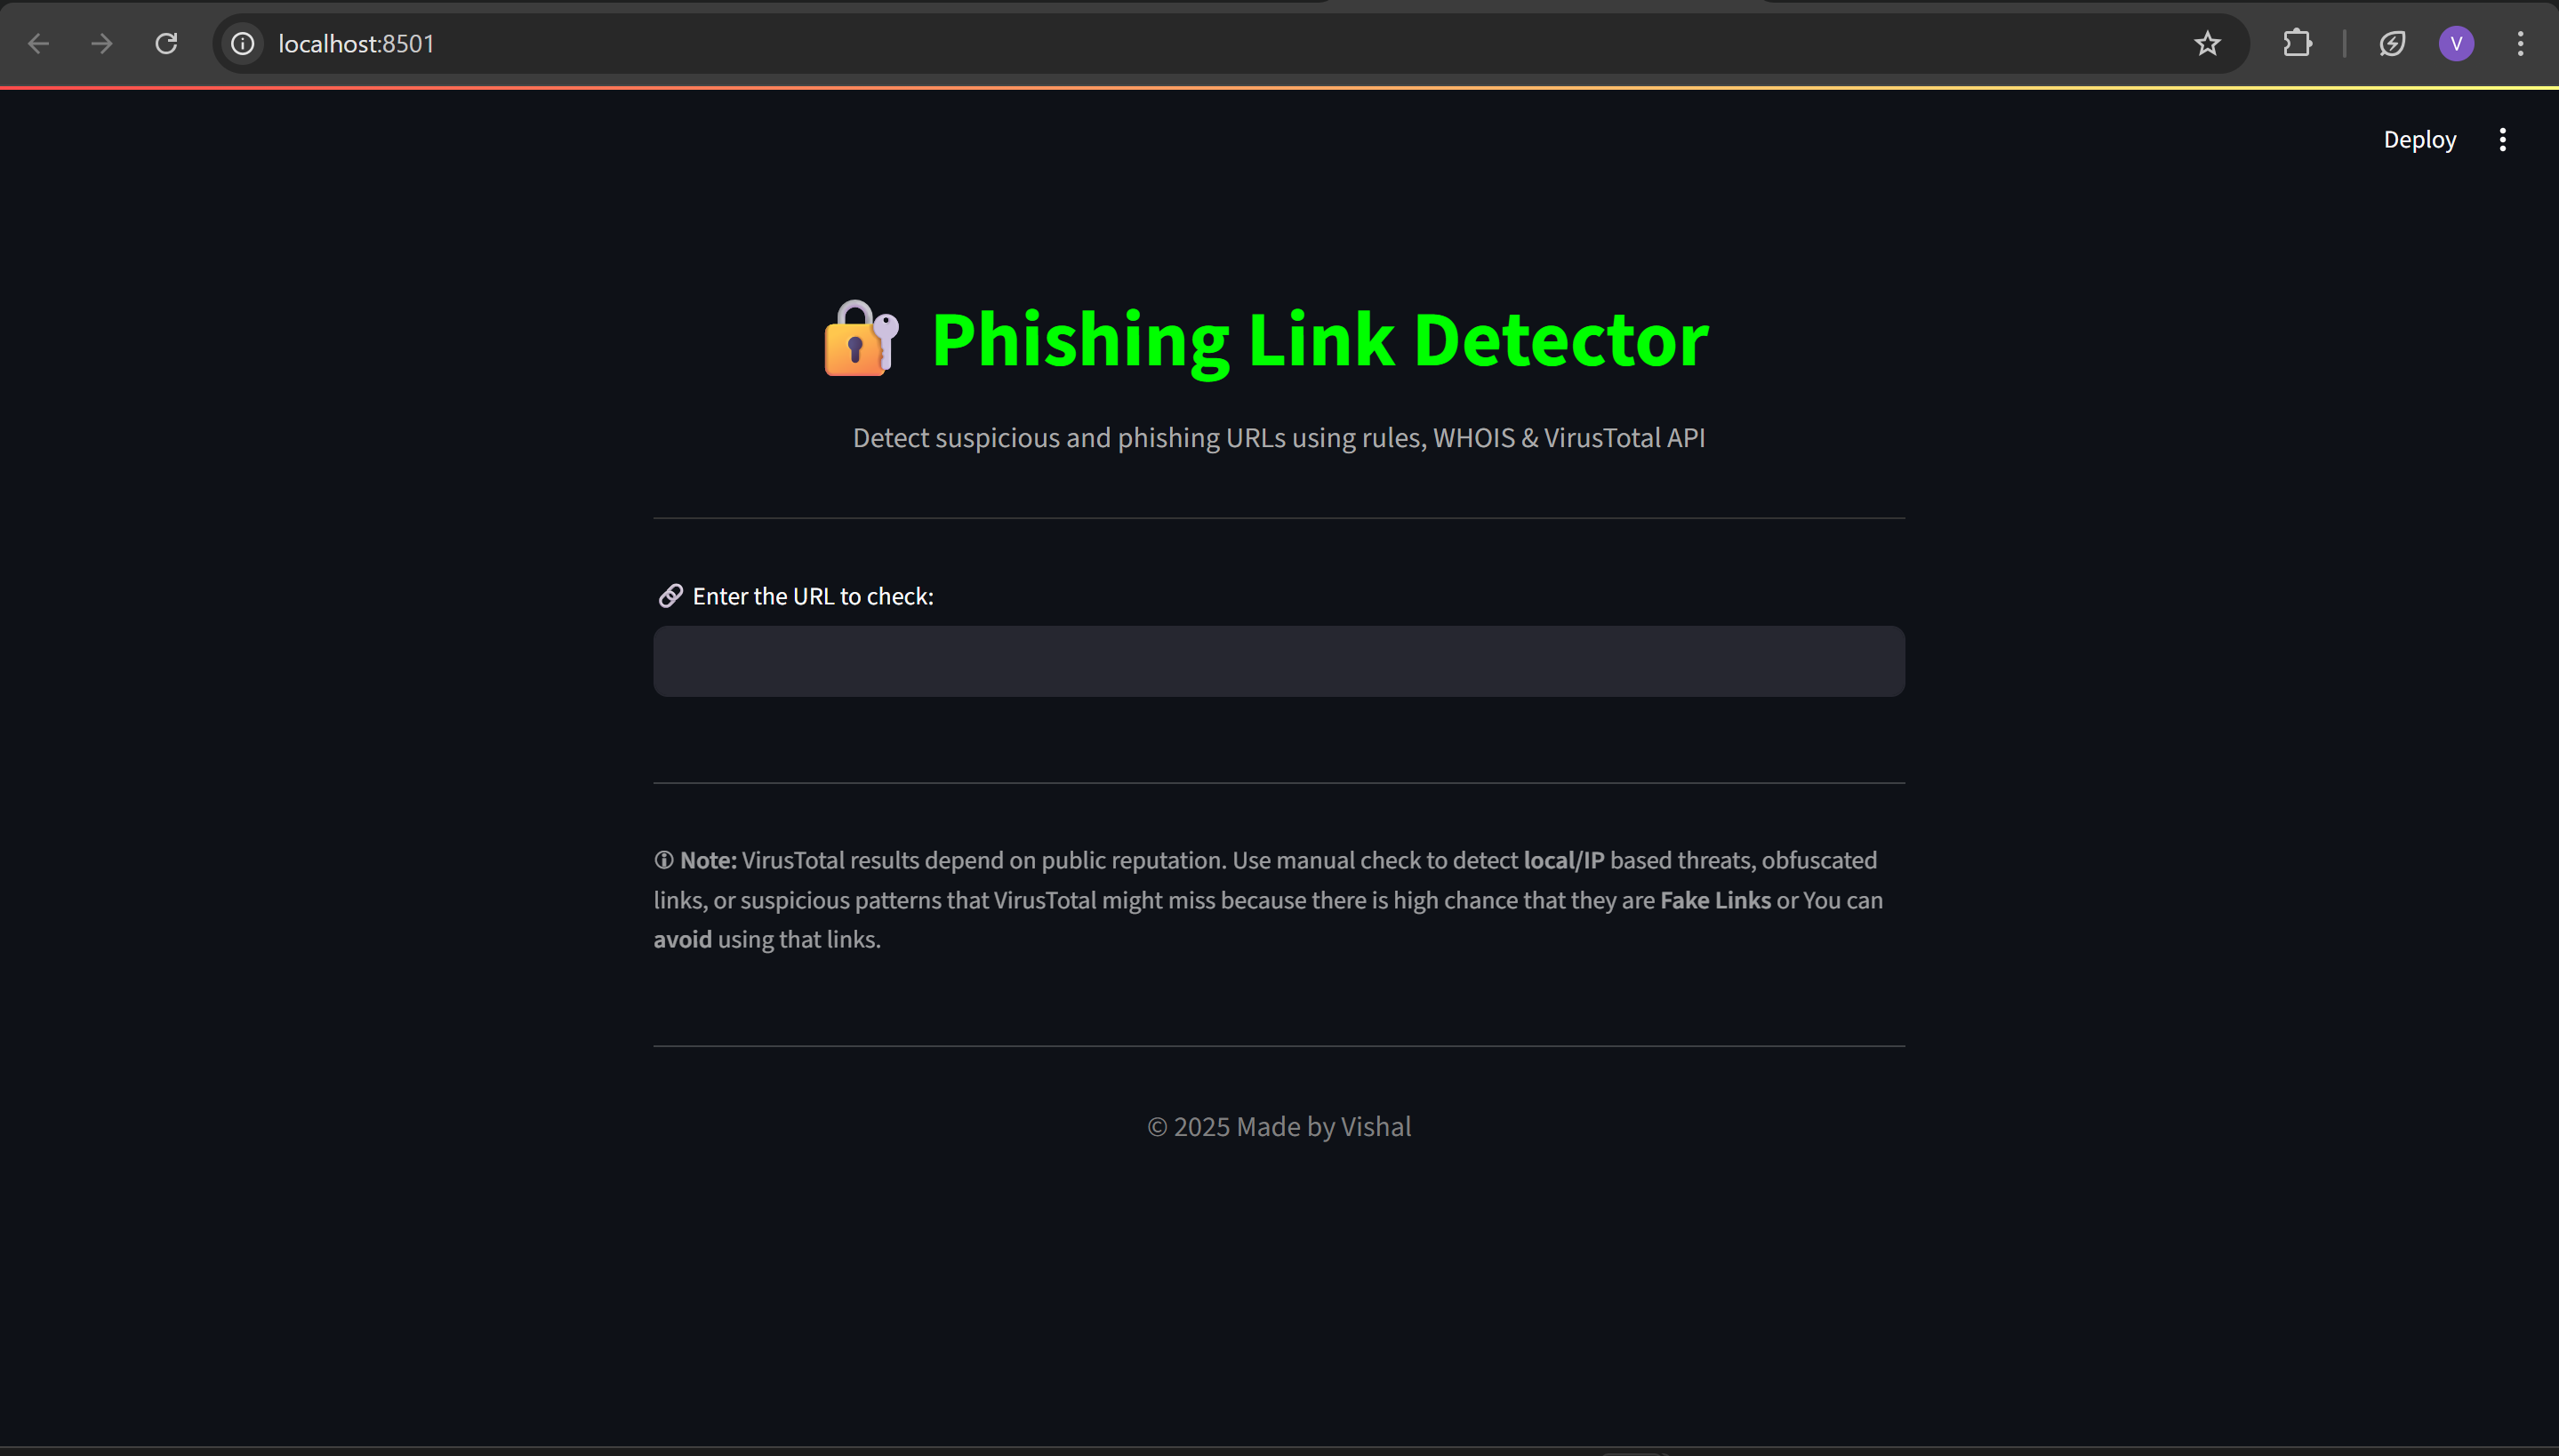 localhost:8501
V
Deploy
Phishing Link Detector
Detect suspicious and phishing URLs using rules, WHOIS & VirusTotal API
Enter the URL to check:
Note: VirusTotal results depend on public reputation. Use manual check to detect local/IP based threats, obfuscated
links, or suspicious patterns that VirusTotal might miss because there is high chance that they are Fake Links or You can
avoid using that links.
© 2025 Made by Vishal